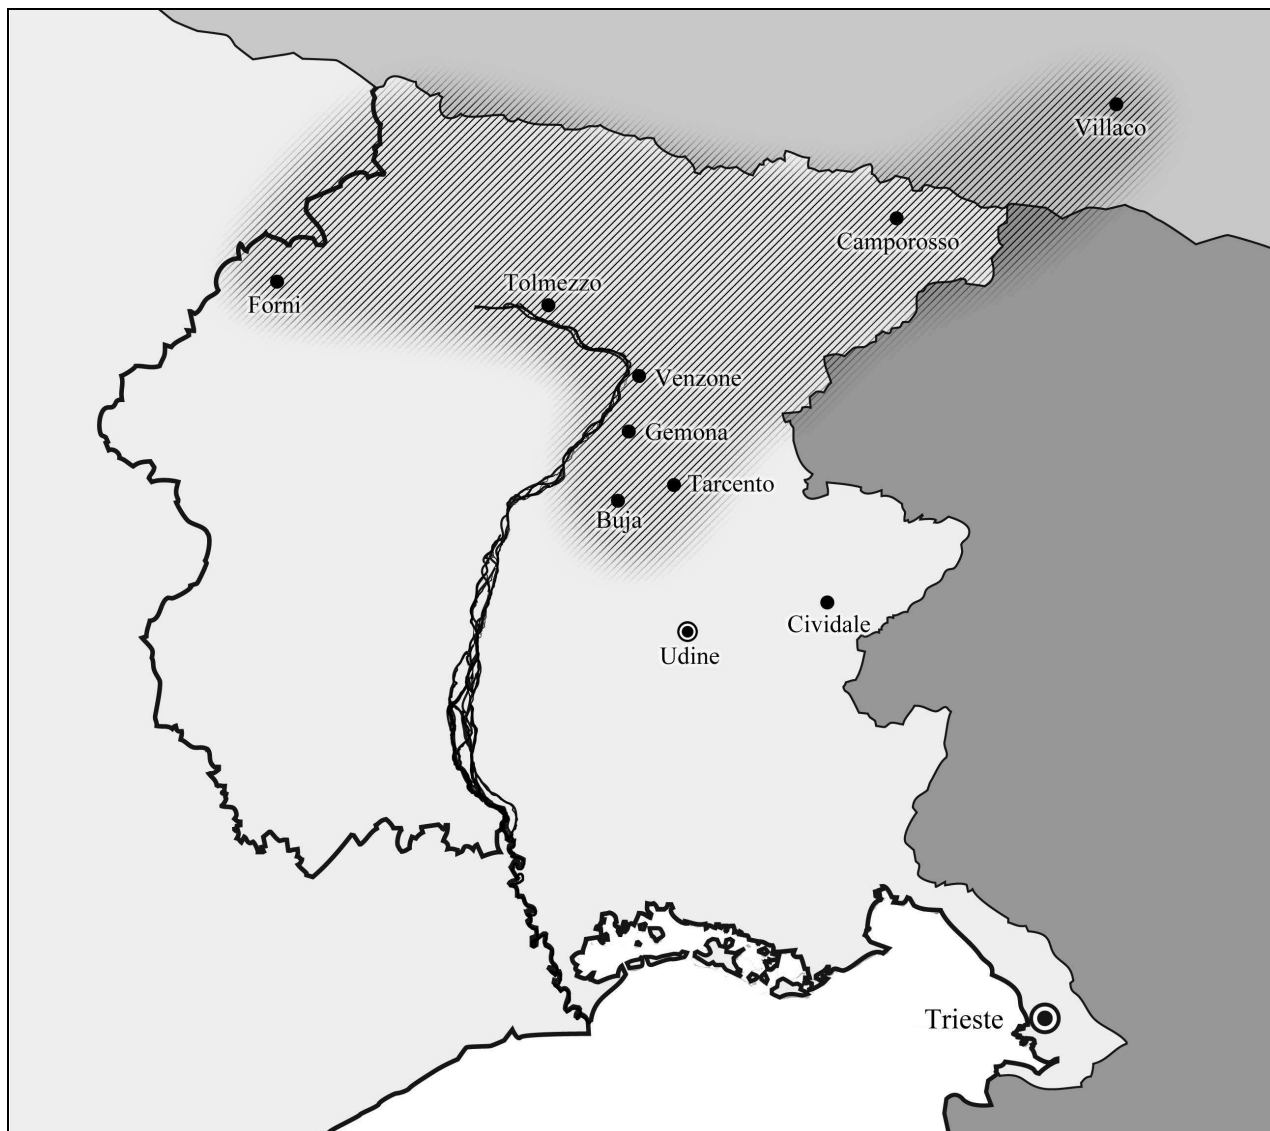 Villaco
Camporosso
Tolmezzo
Forni
Venzone
Gemona
Tarcento
Buja
Cividale
Udine
Trieste